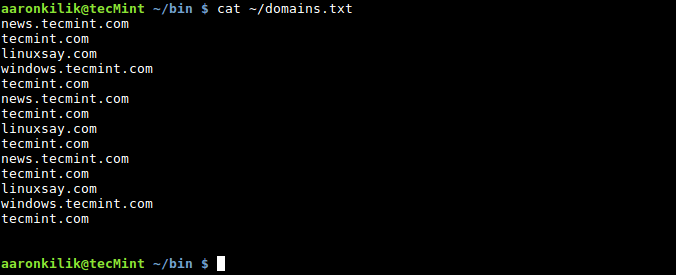 aaronkilik@tecMint ~/bin $ cat ~/domains.txt
news.tecmint.com
tecmint.com
linuxsay.com
windows.tecmint.com
tecmint.com
news.tecmint.com
tecmint.com
linuxsay.com
tecmint.com
news.tecmint.com
tecmint.com
linuxsay.com
windows.tecmint.com
tecmint.com
aaronkilik@tecMint ~/bin $